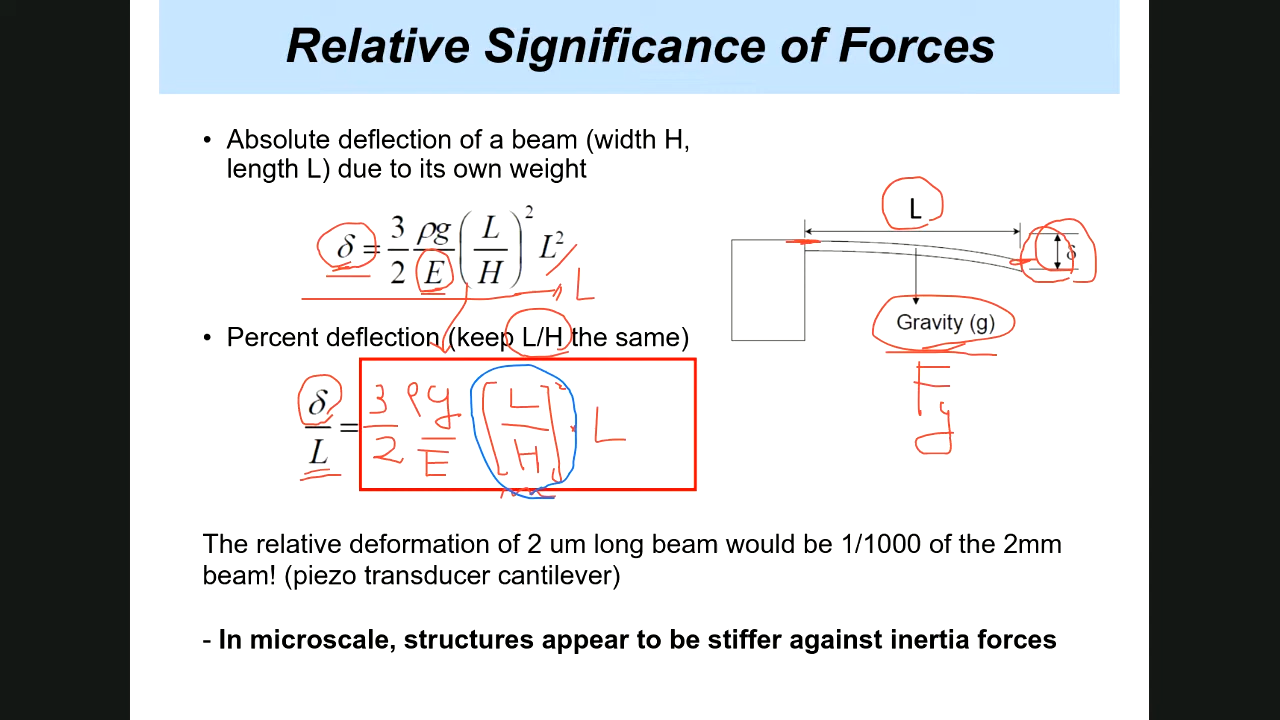 Relative Significance of Forces
• Absolute deflection of a beam (width H,
length L) due to its own weight
δ = 3/2 ρg/E (L/H)² L²
L
• Percent deflection (keep L/H the same)
δ/L = 3/2 ρg/E [L/H]² · L
L
δ
Gravity (g)
Fg
The relative deformation of 2 um long beam would be 1/1000 of the 2mm
beam! (piezo transducer cantilever)
- In microscale, structures appear to be stiffer against inertia forces